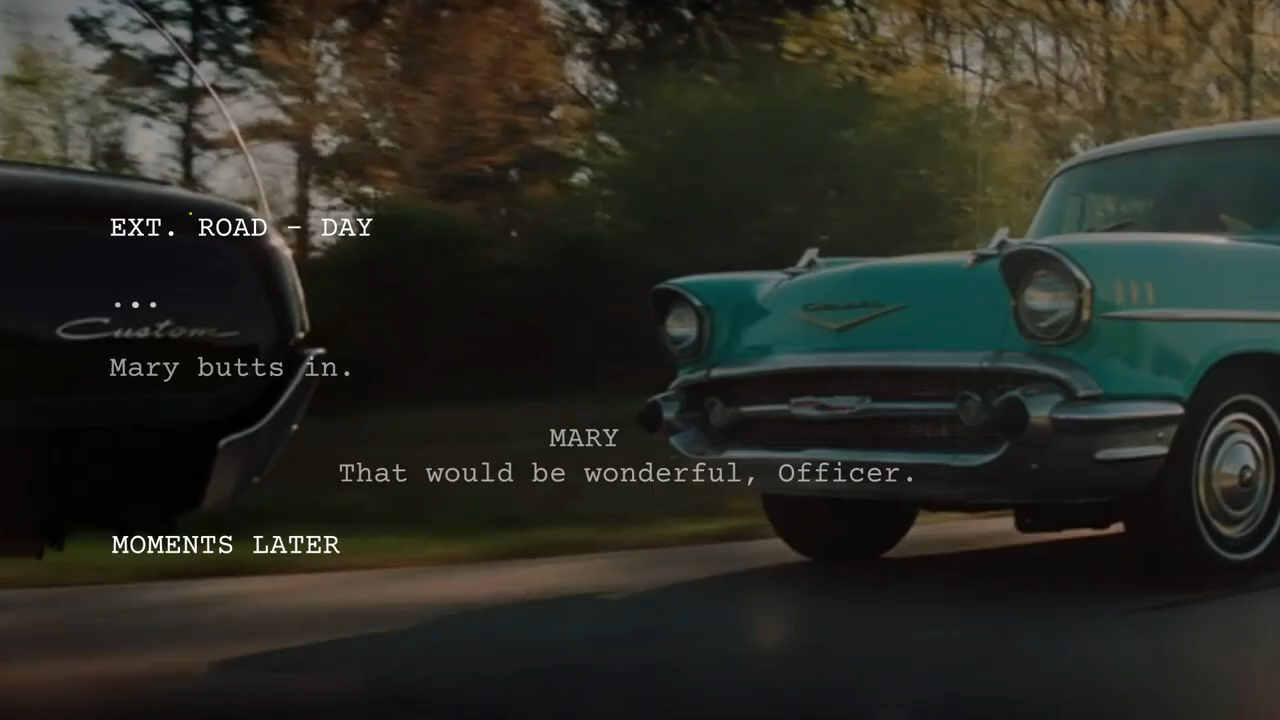 EXT. ROAD – DAY
...
Custom
Mary butts in.
MARY
That would be wonderful, Officer.
MOMENTS LATER